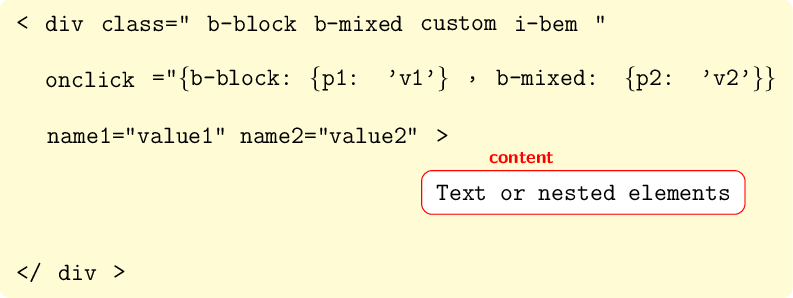 < div class=" b-block b-mixed custom i-bem "
onclick ="{b-block: {p1: 'v1'} , b-mixed: {p2: 'v2'}}
name1="value1" name2="value2" >
content
Text or nested elements
</ div >